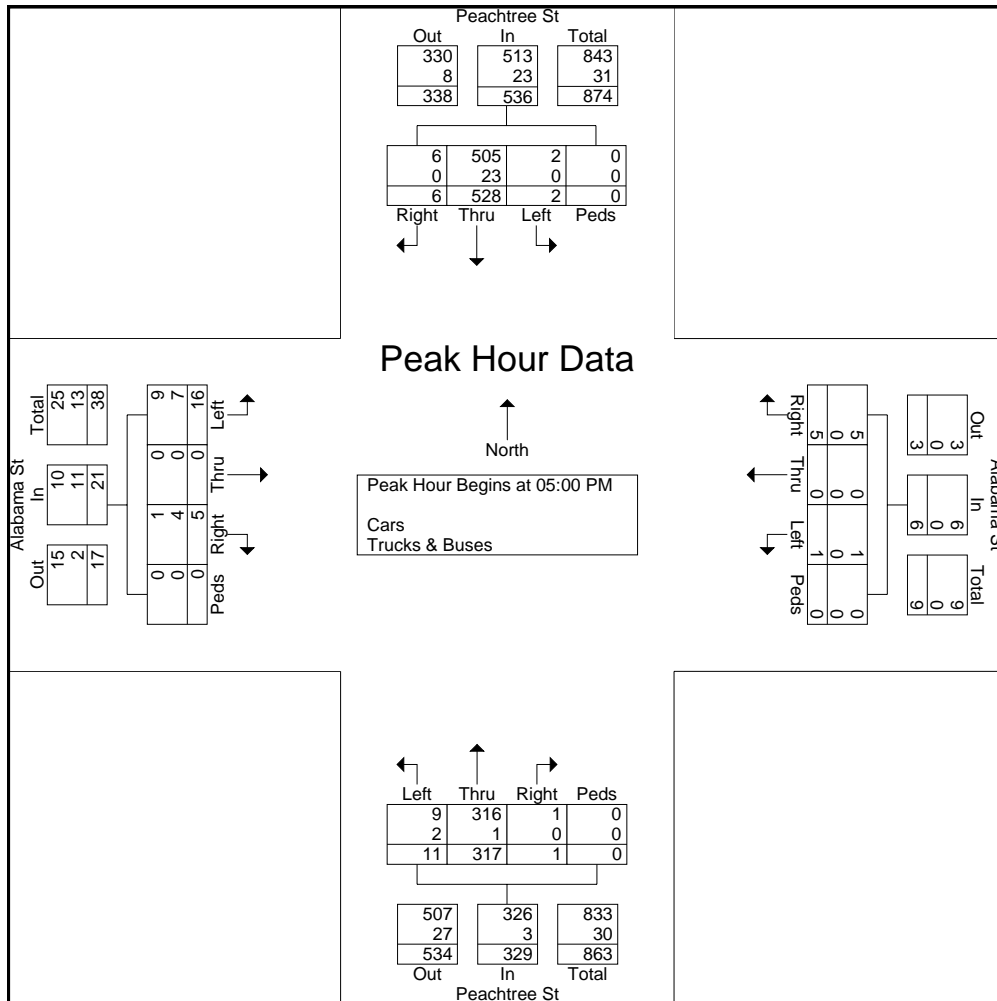 Peachtree St
Out In Total
330 513 843
8 23 31
338 536 874
6 505 2 0
0 23 0 0
6 528 2 0
Right Thru Left Peds
Peak Hour Data
North
Peak Hour Begins at 05:00 PM
Cars
Trucks & Buses
Alabama St
Out In Total
15 10 25
2 11 13
17 21 38
9 0 1 0
7 0 4 0
16 0 5 0
Left Thru Right Peds
Right Thru Left Peds
5 0 1 0
0 0 0 0
5 0 1 0
Out In Total
3 6 9
0 0 0
3 6 9
Alabama St
Left Thru Right Peds
9 316 1 0
2 1 0 0
11 317 1 0
507 326 833
27 3 30
534 329 863
Out In Total
Peachtree St